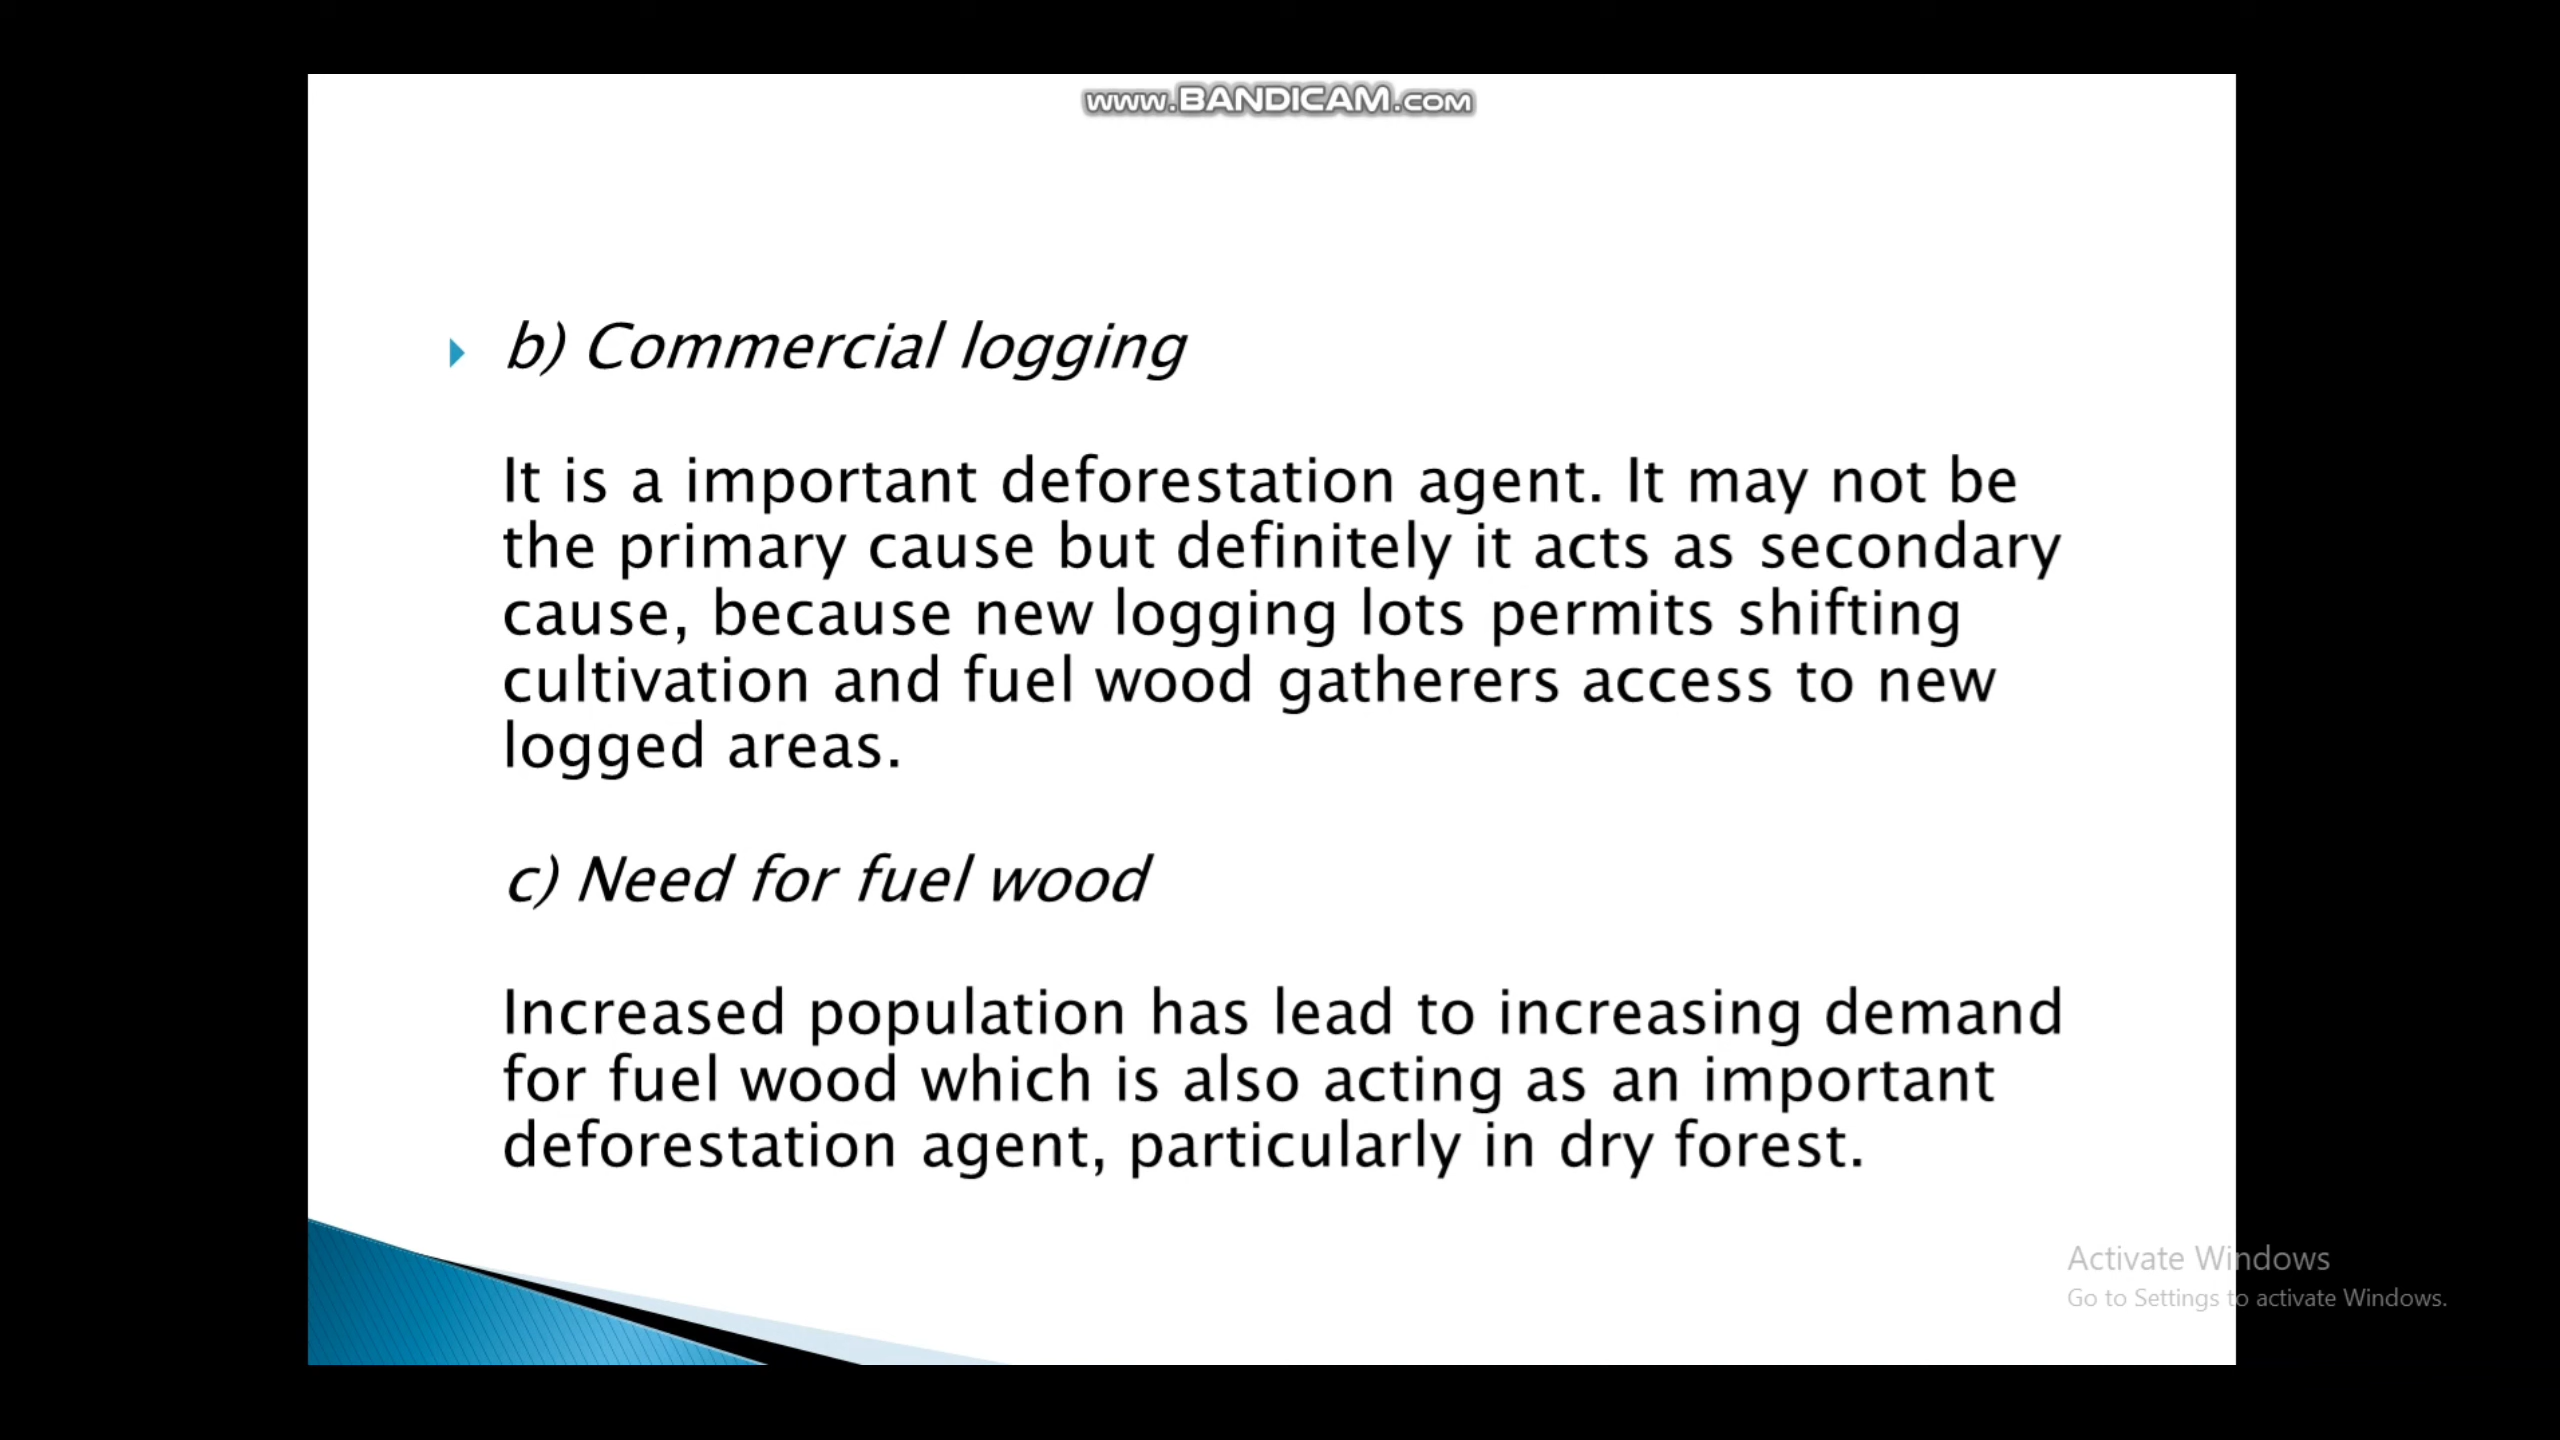 www.BANDICAM.com
b) Commercial logging
It is a important deforestation agent. It may not be
the primary cause but definitely it acts as secondary
cause, because new logging lots permits shifting
cultivation and fuel wood gatherers access to new
logged areas.
c) Need for fuel wood
Increased population has lead to increasing demand
for fuel wood which is also acting as an important
deforestation agent, particularly in dry forest.
Activate Windows
Go to Settings to activate Windows.